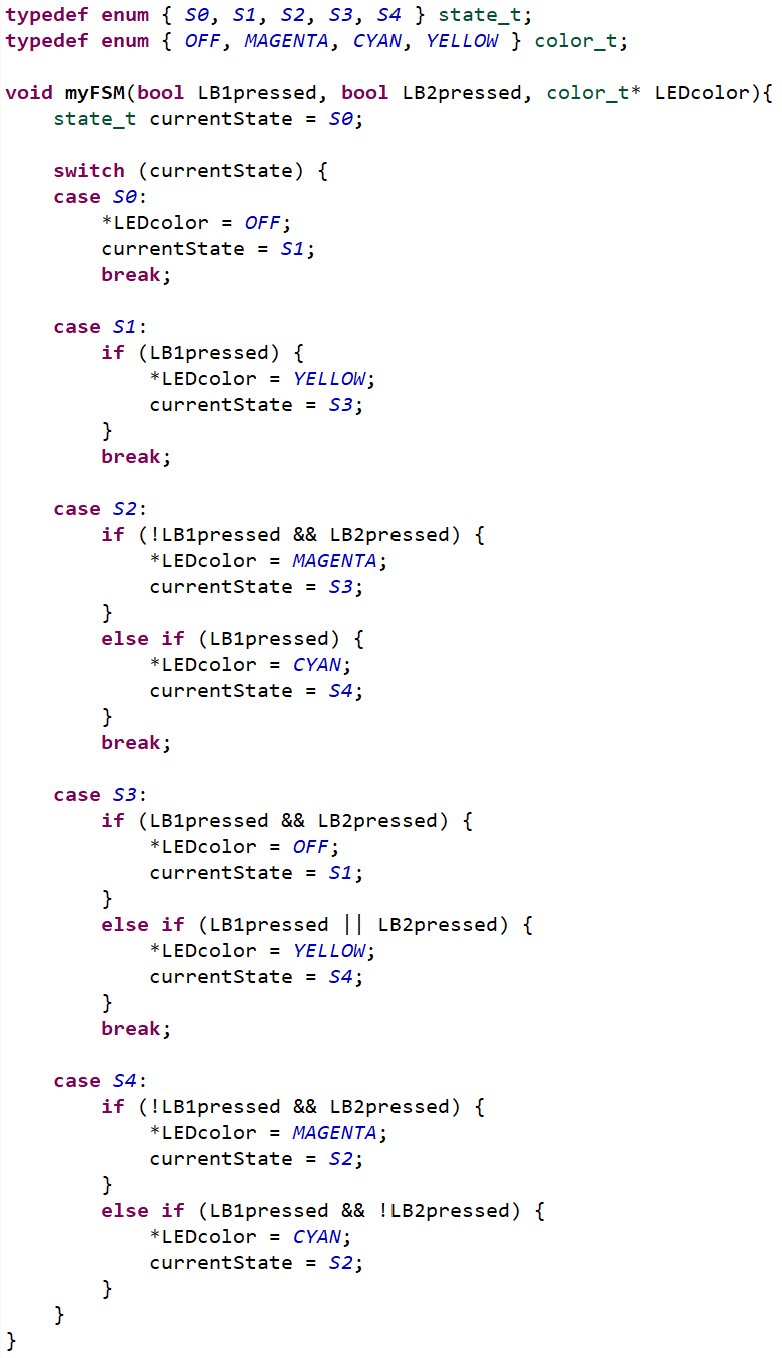 typedef enum { S0, S1, S2, S3, S4 } state_t;
typedef enum { OFF, MAGENTA, CYAN, YELLOW } color_t;

void myFSM(bool LB1pressed, bool LB2pressed, color_t* LEDcolor){
    state_t currentState = S0;

    switch (currentState) {
    case S0:
        *LEDcolor = OFF;
        currentState = S1;
        break;

    case S1:
        if (LB1pressed) {
            *LEDcolor = YELLOW;
            currentState = S3;
        }
        break;

    case S2:
        if (!LB1pressed && LB2pressed) {
            *LEDcolor = MAGENTA;
            currentState = S3;
        }
        else if (LB1pressed) {
            *LEDcolor = CYAN;
            currentState = S4;
        }
        break;

    case S3:
        if (LB1pressed && LB2pressed) {
            *LEDcolor = OFF;
            currentState = S1;
        }
        else if (LB1pressed || LB2pressed) {
            *LEDcolor = YELLOW;
            currentState = S4;
        }
        break;

    case S4:
        if (!LB1pressed && LB2pressed) {
            *LEDcolor = MAGENTA;
            currentState = S2;
        }
        else if (LB1pressed && !LB2pressed) {
            *LEDcolor = CYAN;
            currentState = S2;
        }
    }
}